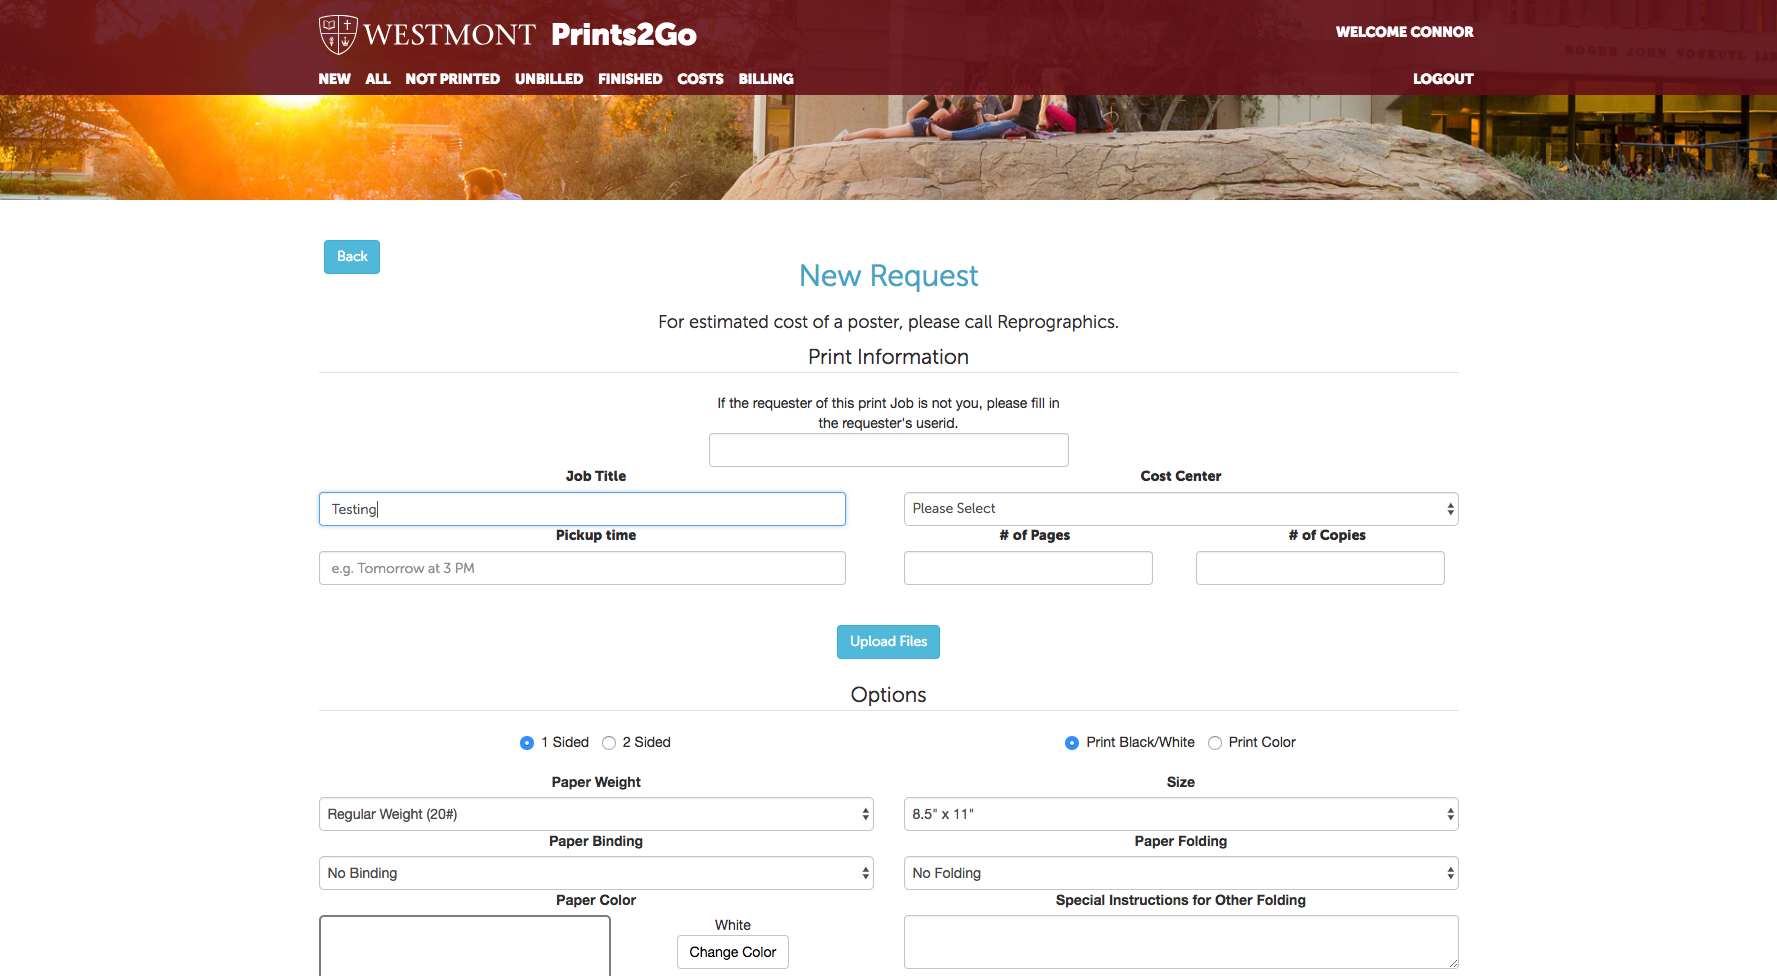 WESTMONT Prints2Go
WELCOME CONNOR
NEW ALL NOT PRINTED UNBILLED FINISHED COSTS BILLING
LOGOUT
Back
New Request
For estimated cost of a poster, please call Reprographics.
Print Information
If the requester of this print Job is not you, please fill in
the requester's userid.
Job Title
Cost Center
Testing
Please Select
Pickup time
# of Pages
# of Copies
e.g. Tomorrow at 3 PM
Upload Files
Options
1 Sided 2 Sided
Print Black/White Print Color
Paper Weight
Size
Regular Weight (20#)
8.5" x 11"
Paper Binding
Paper Folding
No Binding
No Folding
Paper Color
Special Instructions for Other Folding
White
Change Color